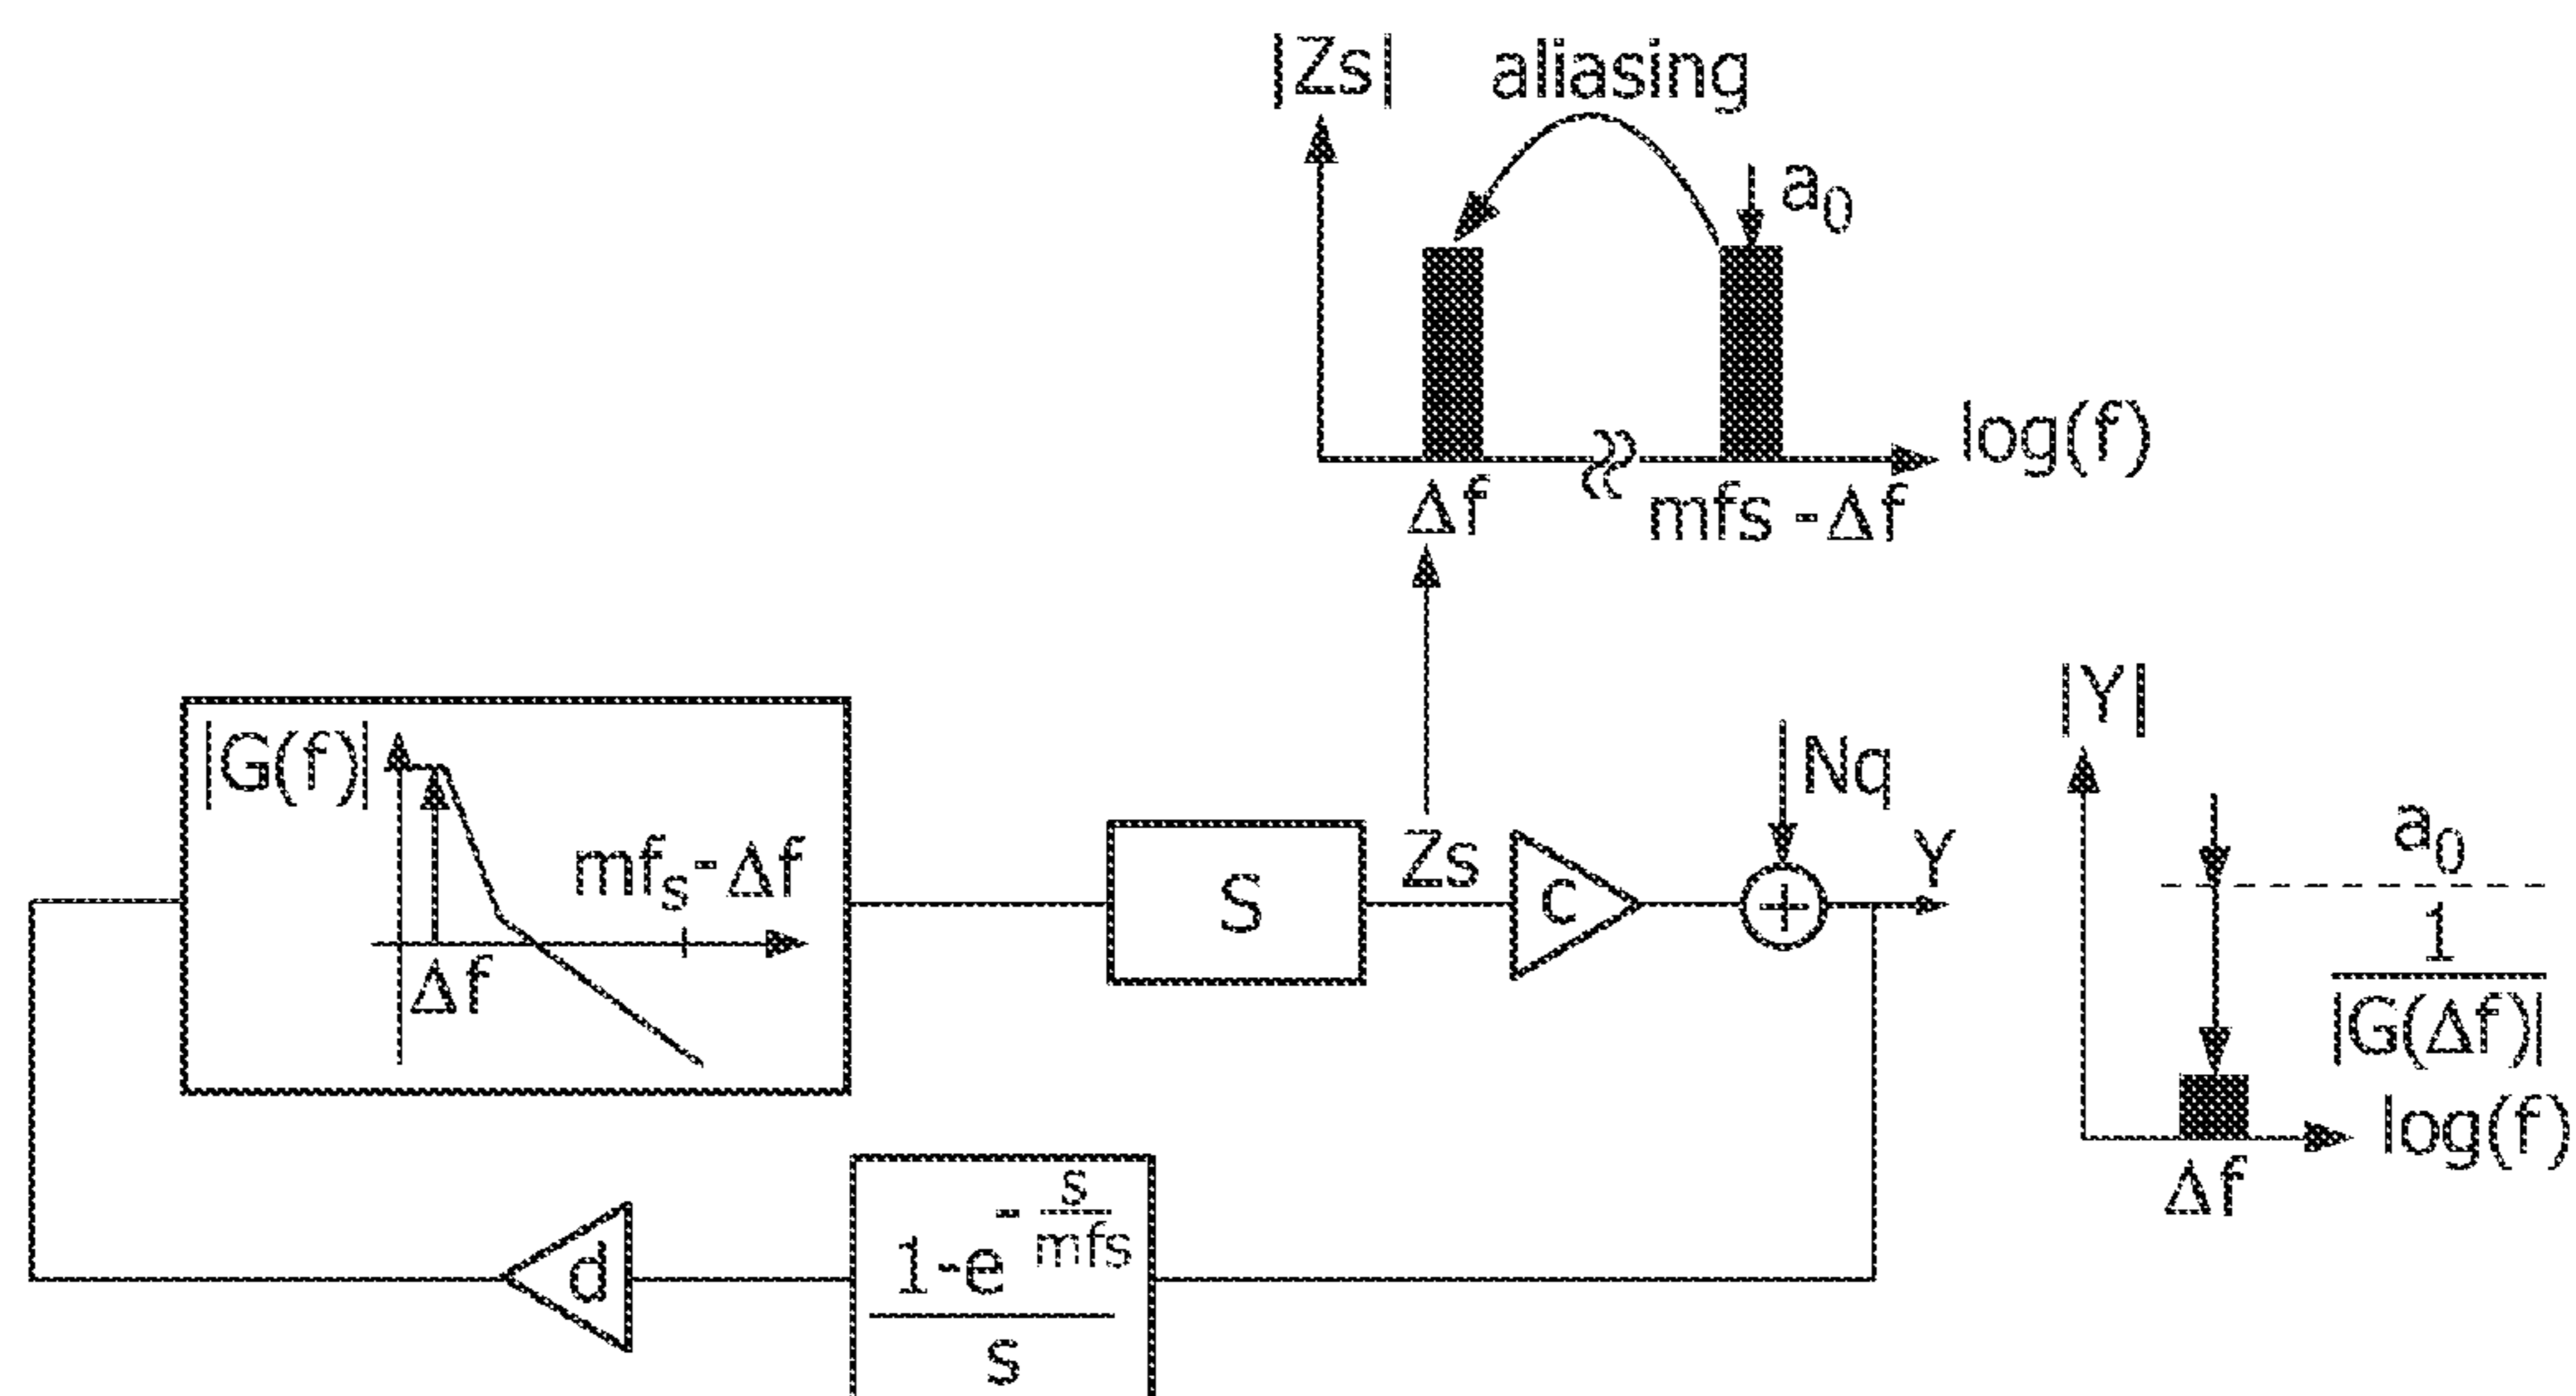 |Zs| aliasing
a0
log(f)
Δf
mfs -Δf
|G(f)|
mfs-Δf
Δf
S
Zs
c
Nq
Y
|Y|
a0
1
|G(Δf)|
log(f)
Δf
d
1-e
- s
mfs
s